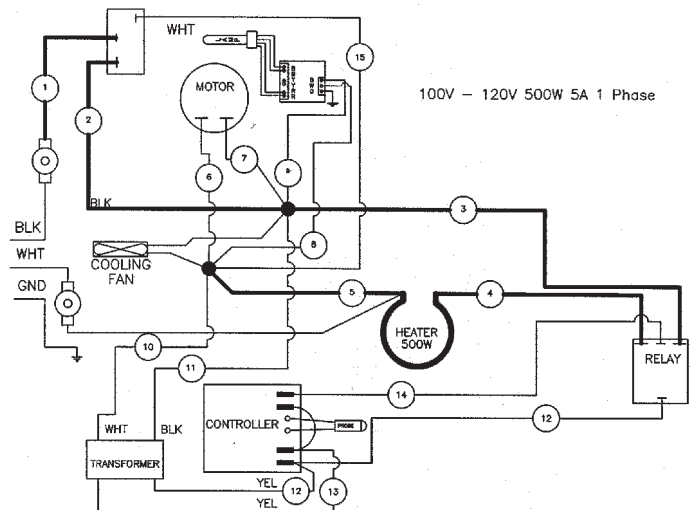 WHT
15
1
MOTOR
100V – 120V 500W 5A 1 Phase
2
7
6
9
BLK
3
BLK
8
WHT
COOLING
FAN
GND
5
4
HEATER
500W
10
RELAY
11
14
12
CONTROLLER
PROBE
WHT
BLK
TRANSFORMER
YEL
12
13
YEL